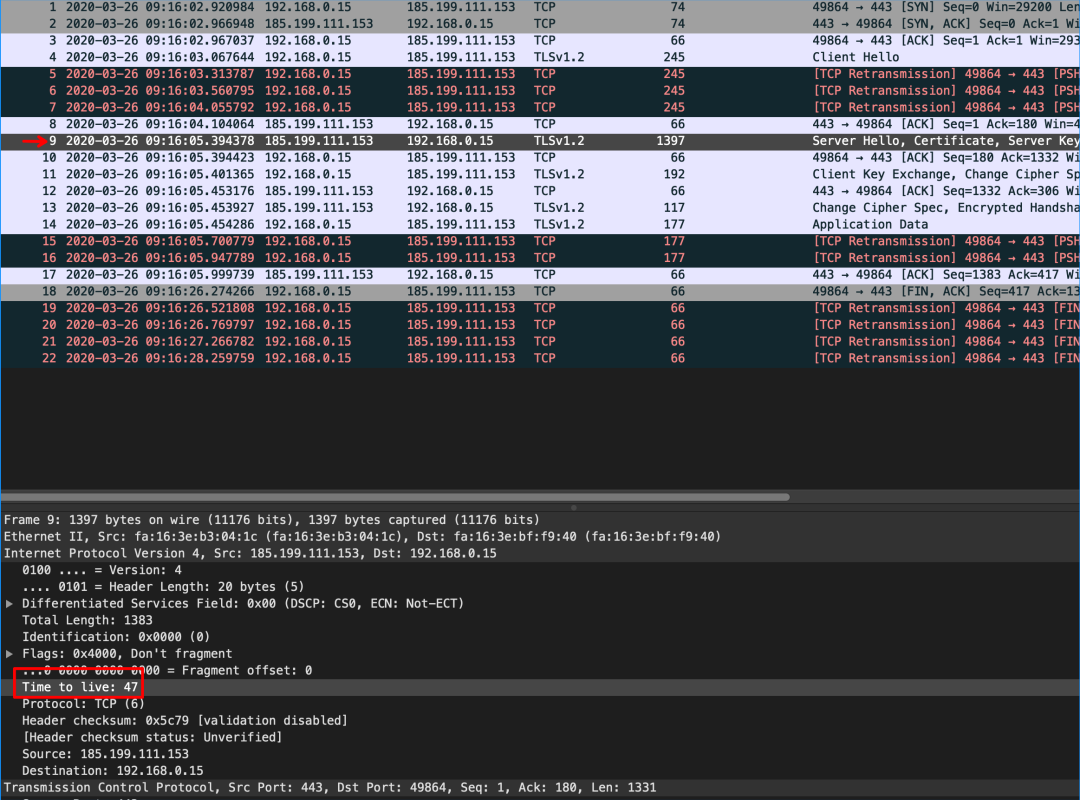 1 2020-03-26 09:16:02.920984 192.168.0.15 185.199.111.153 TCP 74 49864 → 443 [SYN] Seq=0 Win=29200 Len
2 2020-03-26 09:16:02.966948 185.199.111.153 192.168.0.15 TCP 74 443 → 49864 [SYN, ACK] Seq=0 Ack=1 Wi
3 2020-03-26 09:16:02.967037 192.168.0.15 185.199.111.153 TCP 66 49864 → 443 [ACK] Seq=1 Ack=1 Win=293
4 2020-03-26 09:16:03.067644 192.168.0.15 185.199.111.153 TLSv1.2 245 Client Hello
5 2020-03-26 09:16:03.313787 192.168.0.15 185.199.111.153 TCP 245 [TCP Retransmission] 49864 → 443 [PSH
6 2020-03-26 09:16:03.560795 192.168.0.15 185.199.111.153 TCP 245 [TCP Retransmission] 49864 → 443 [PSH
7 2020-03-26 09:16:04.055792 192.168.0.15 185.199.111.153 TCP 245 [TCP Retransmission] 49864 → 443 [PSH
8 2020-03-26 09:16:04.104064 185.199.111.153 192.168.0.15 TCP 66 443 → 49864 [ACK] Seq=1 Ack=180 Win=4
9 2020-03-26 09:16:05.394378 185.199.111.153 192.168.0.15 TLSv1.2 1397 Server Hello, Certificate, Server Key
10 2020-03-26 09:16:05.394423 192.168.0.15 185.199.111.153 TCP 66 49864 → 443 [ACK] Seq=180 Ack=1332 Wi
11 2020-03-26 09:16:05.401365 192.168.0.15 185.199.111.153 TLSv1.2 192 Client Key Exchange, Change Cipher Sp
12 2020-03-26 09:16:05.453176 185.199.111.153 192.168.0.15 TCP 66 443 → 49864 [ACK] Seq=1332 Ack=306 Wi
13 2020-03-26 09:16:05.453927 185.199.111.153 192.168.0.15 TLSv1.2 117 Change Cipher Spec, Encrypted Handsha
14 2020-03-26 09:16:05.454286 192.168.0.15 185.199.111.153 TLSv1.2 177 Application Data
15 2020-03-26 09:16:05.700779 192.168.0.15 185.199.111.153 TCP 177 [TCP Retransmission] 49864 → 443 [PSH
16 2020-03-26 09:16:05.947789 192.168.0.15 185.199.111.153 TCP 177 [TCP Retransmission] 49864 → 443 [PSH
17 2020-03-26 09:16:05.999739 185.199.111.153 192.168.0.15 TCP 66 443 → 49864 [ACK] Seq=1383 Ack=417 Wi
18 2020-03-26 09:16:26.274266 192.168.0.15 185.199.111.153 TCP 66 49864 → 443 [FIN, ACK] Seq=417 Ack=13
19 2020-03-26 09:16:26.521808 192.168.0.15 185.199.111.153 TCP 66 [TCP Retransmission] 49864 → 443 [FIN
20 2020-03-26 09:16:26.769797 192.168.0.15 185.199.111.153 TCP 66 [TCP Retransmission] 49864 → 443 [FIN
21 2020-03-26 09:16:27.266782 192.168.0.15 185.199.111.153 TCP 66 [TCP Retransmission] 49864 → 443 [FIN
22 2020-03-26 09:16:28.259759 192.168.0.15 185.199.111.153 TCP 66 [TCP Retransmission] 49864 → 443 [FIN
Frame 9: 1397 bytes on wire (11176 bits), 1397 bytes captured (11176 bits)
Ethernet II, Src: fa:16:3e:b3:04:1c (fa:16:3e:b3:04:1c), Dst: fa:16:3e:bf:f9:40 (fa:16:3e:bf:f9:40)
Internet Protocol Version 4, Src: 185.199.111.153, Dst: 192.168.0.15
0100 .... = Version: 4
.... 0101 = Header Length: 20 bytes (5)
Differentiated Services Field: 0x00 (DSCP: CS0, ECN: Not-ECT)
Total Length: 1383
Identification: 0x0000 (0)
Flags: 0x4000, Don't fragment
...0 0000 0000 0000 = Fragment offset: 0
Time to live: 47
Protocol: TCP (6)
Header checksum: 0x5c79 [validation disabled]
[Header checksum status: Unverified]
Source: 185.199.111.153
Destination: 192.168.0.15
Transmission Control Protocol, Src Port: 443, Dst Port: 49864, Seq: 1, Ack: 180, Len: 1331